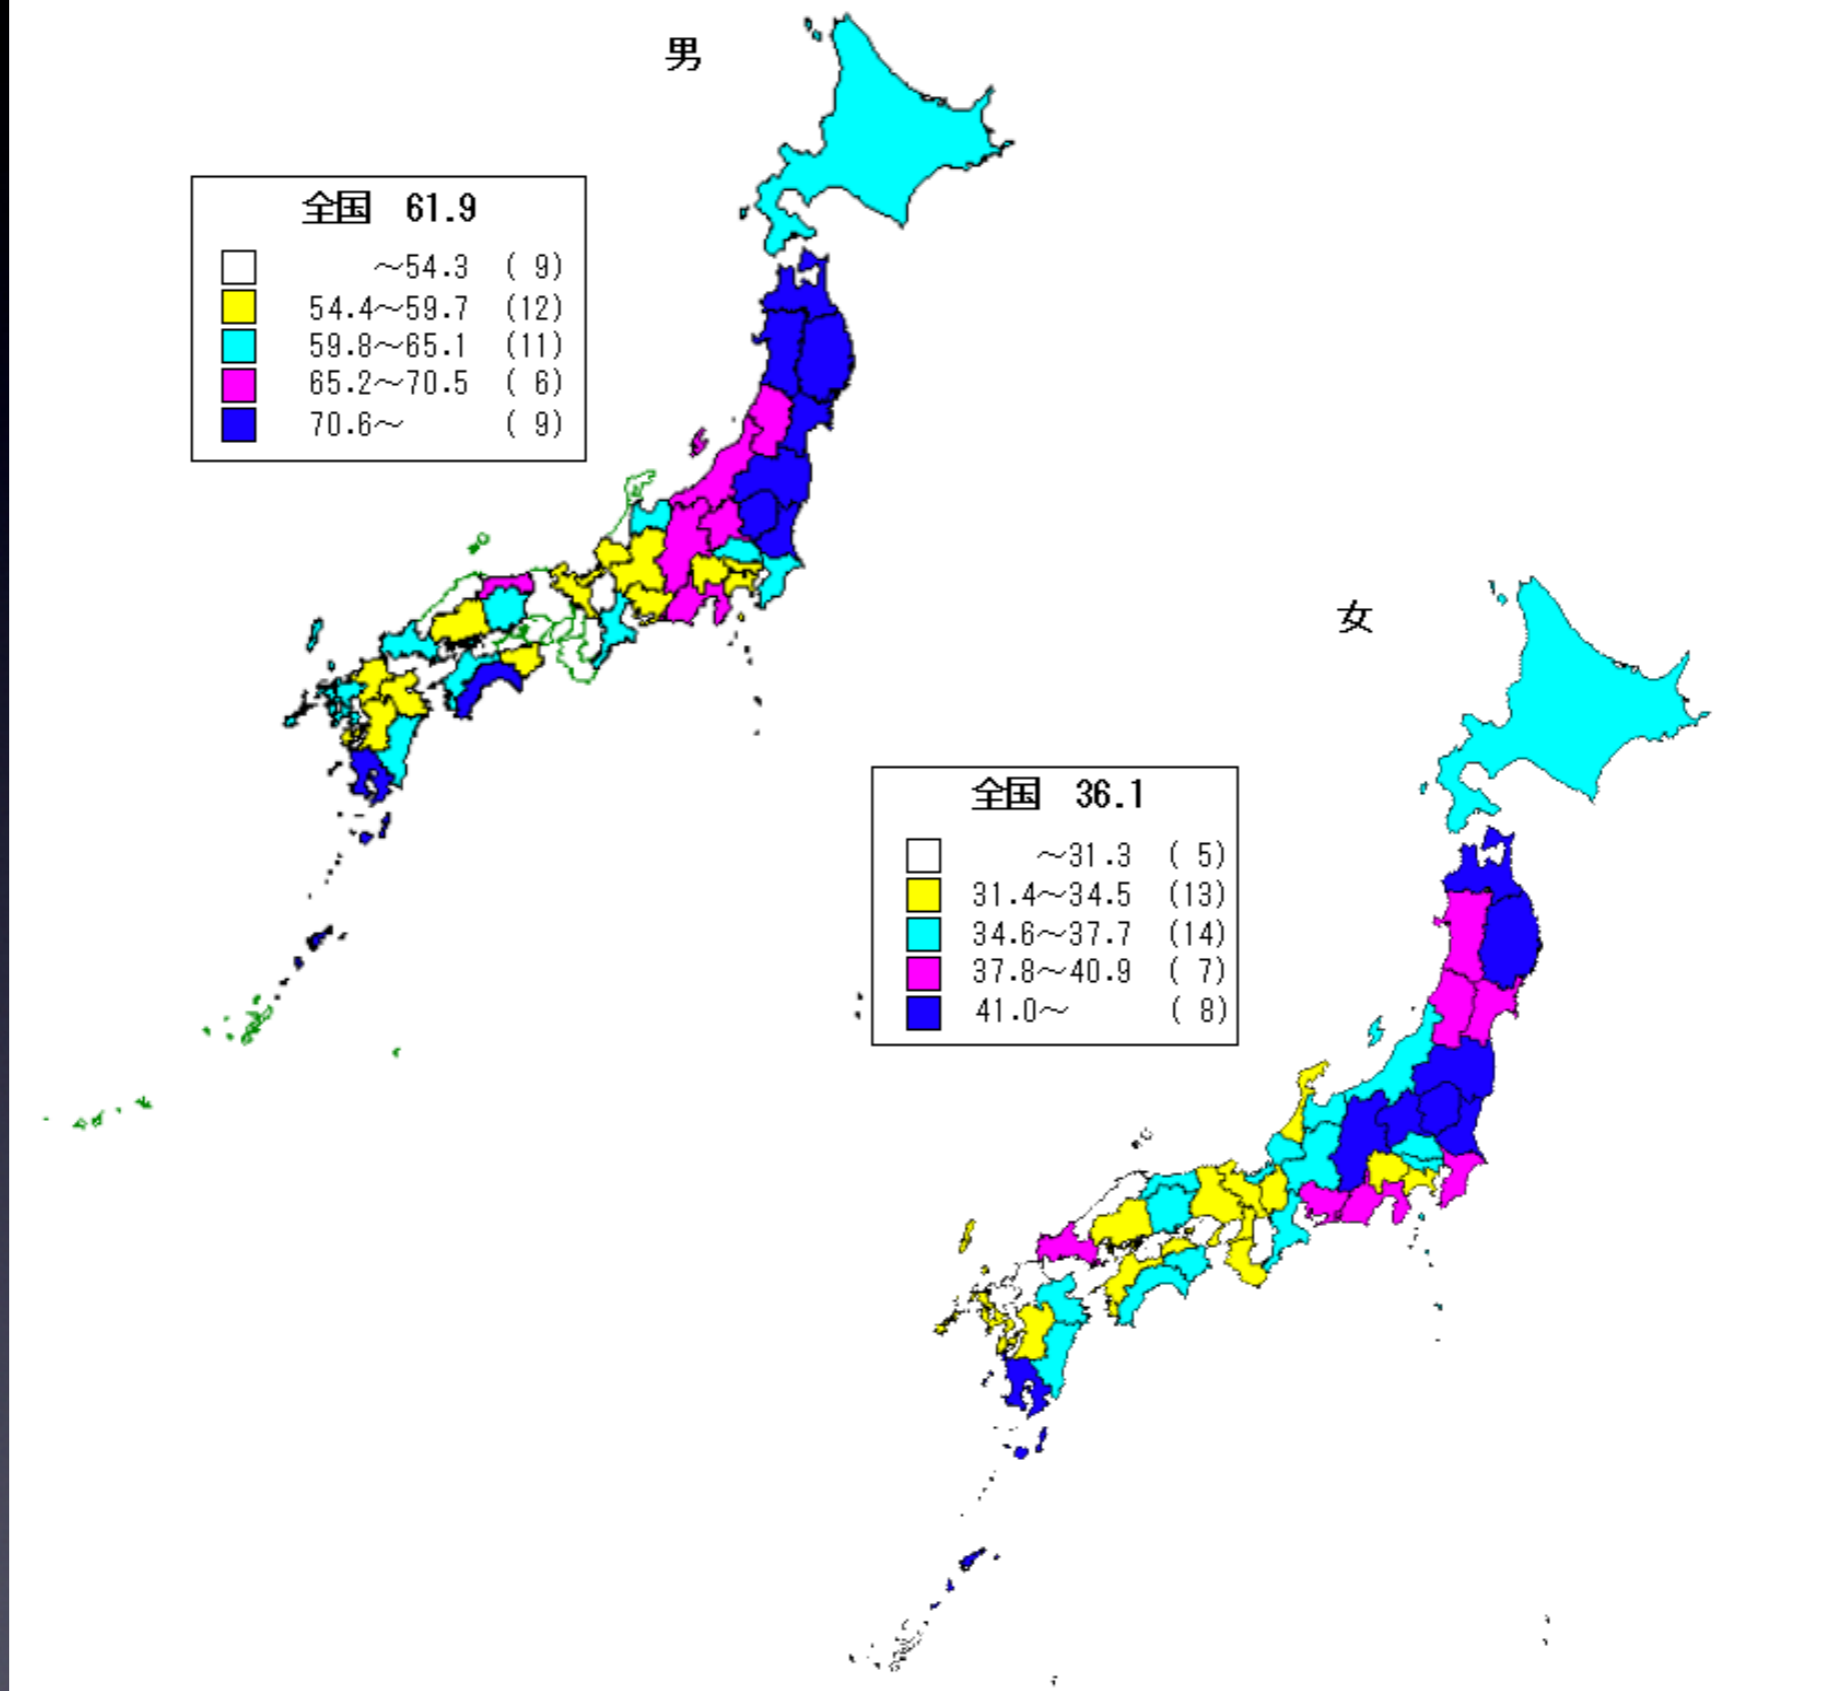 男
全国 61.9
～54.3 ( 9)
54.4～59.7 (12)
59.8～65.1 (11)
65.2～70.5 ( 6)
70.6～ ( 9)
女
全国 36.1
～31.3 ( 5)
31.4～34.5 (13)
34.6～37.7 (14)
37.8～40.9 ( 7)
41.0～ ( 8)